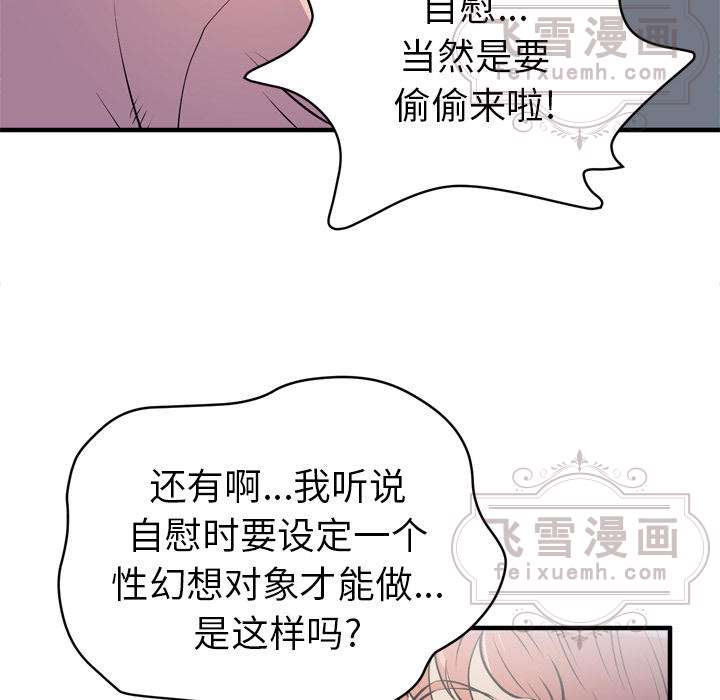 自慰...
当然是要
偷偷来啦!
飞雪漫画
feixuemh.com
还有啊...我听说
自慰时要设定一个
性幻想对象才能做...
是这样吗?
飞雪漫画
feixuemh.com